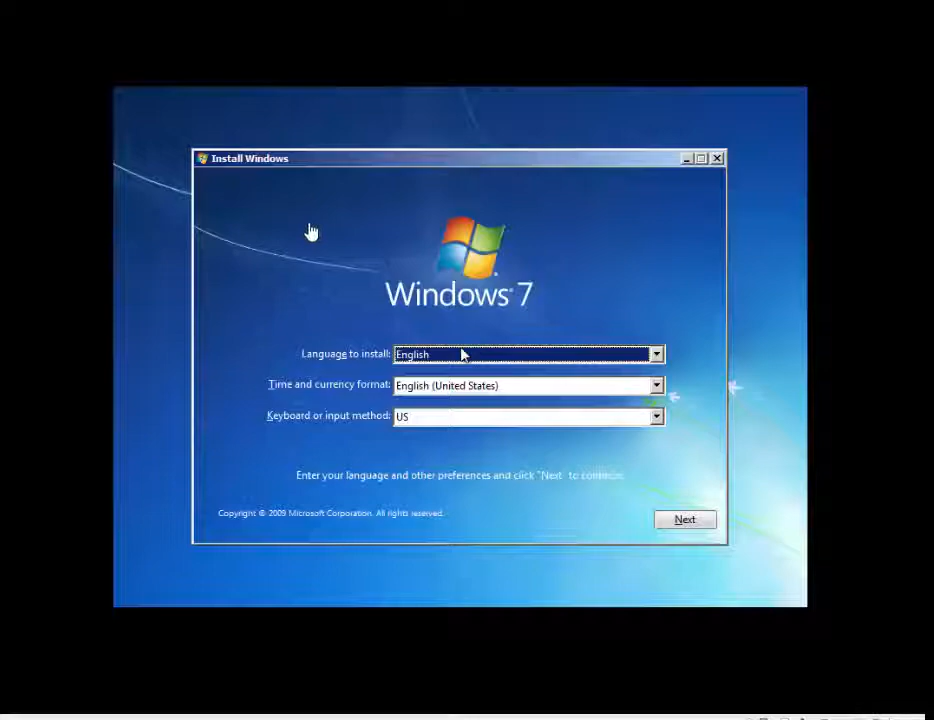 Install Windows
Windows 7
Language to install: English
Time and currency format: English (United States)
Keyboard or input method: US
Enter your language and other preferences and click "Next" to continue.
Copyright © 2009 Microsoft Corporation. All rights reserved.
Next